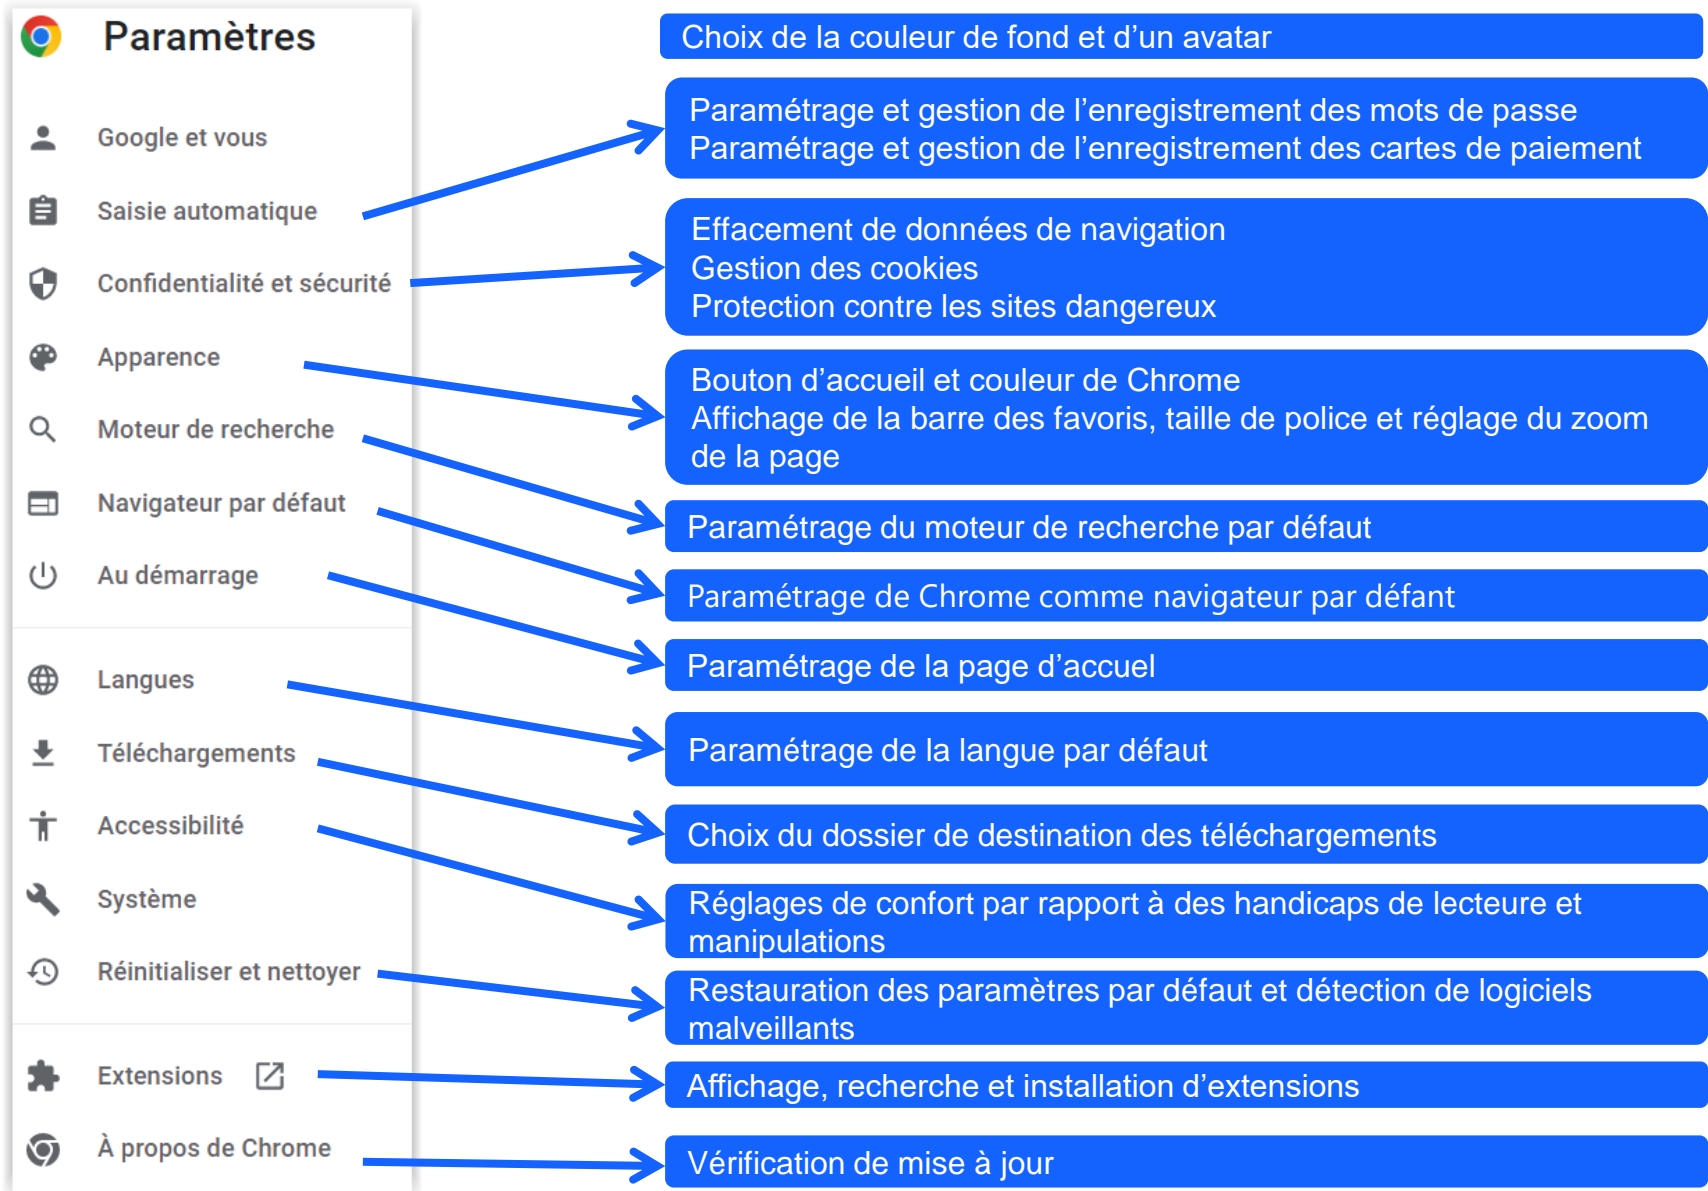 Paramètres
Google et vous
Saisie automatique
Confidentialité et sécurité
Apparence
Moteur de recherche
Navigateur par défaut
Au démarrage
Langues
Téléchargements
Accessibilité
Système
Réinitialiser et nettoyer
Extensions
À propos de Chrome
Choix de la couleur de fond et d’un avatar
Paramétrage et gestion de l’enregistrement des mots de passe
Paramétrage et gestion de l’enregistrement des cartes de paiement
Effacement de données de navigation
Gestion des cookies
Protection contre les sites dangereux
Bouton d’accueil et couleur de Chrome
Affichage de la barre des favoris, taille de police et réglage du zoom
de la page
Paramétrage du moteur de recherche par défaut
Paramétrage de Chrome comme navigateur par défant
Paramétrage de la page d’accuel
Paramétrage de la langue par défaut
Choix du dossier de destination des téléchargements
Réglages de confort par rapport à des handicaps de lecteure et
manipulations
Restauration des paramètres par défaut et détection de logiciels
malveillants
Affichage, recherche et installation d’extensions
Vérification de mise à jour